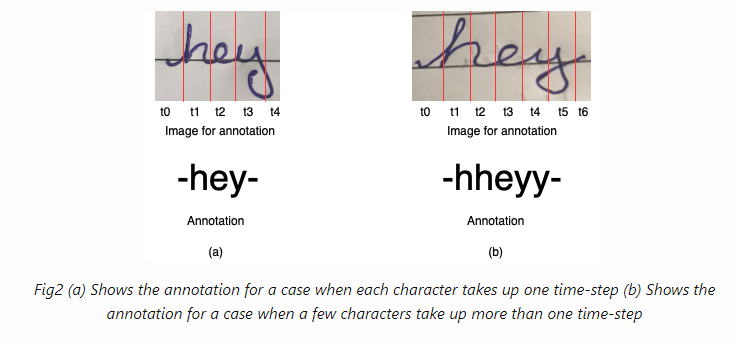 hey hey
t0 t1 t2 t3 t4 t0 t1 t2 t3 t4 t5 t6
Image for annotation Image for annotation
-hey- -hheyy-
Annotation Annotation
(a) (b)
Fig2 (a) Shows the annotation for a case when each character takes up one time-step (b) Shows the
annotation for a case when a few characters take up more than one time-step